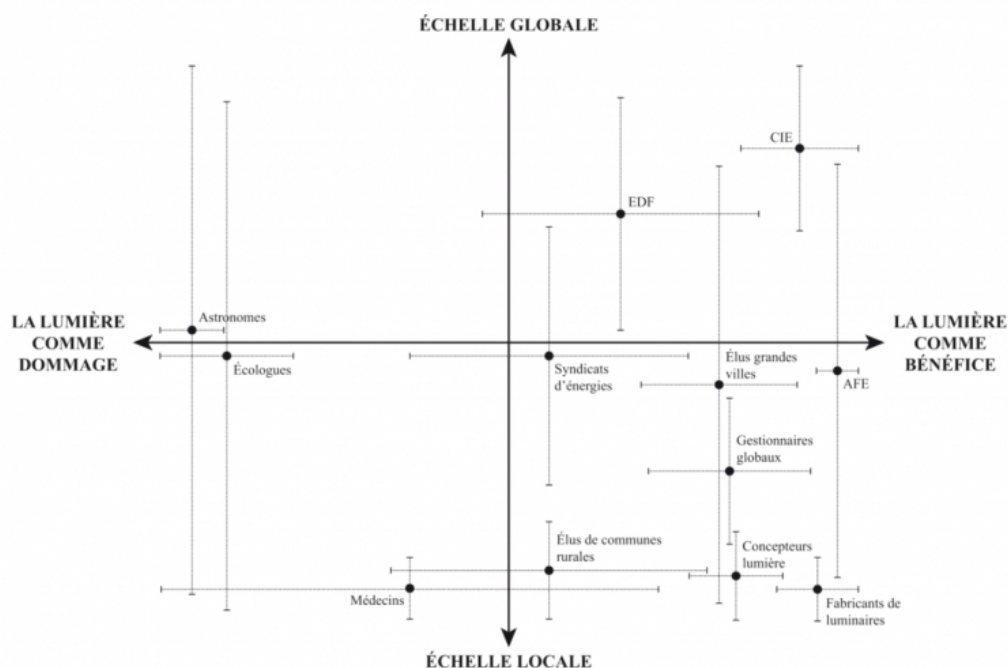 ÉCHELLE GLOBALE
CIE
EDF
LA LUMIÈRE
COMME
DOMMAGE
Astronomes
Écologues
Syndicats
d’énergies
Élus grandes
villes
AFE
LA LUMIÈRE
COMME
BÉNÉFICE
Gestionnaires
globaux
Élus de communes
rurales
Concepteurs
lumière
Médecins
Fabricants de
luminaires
ÉCHELLE LOCALE